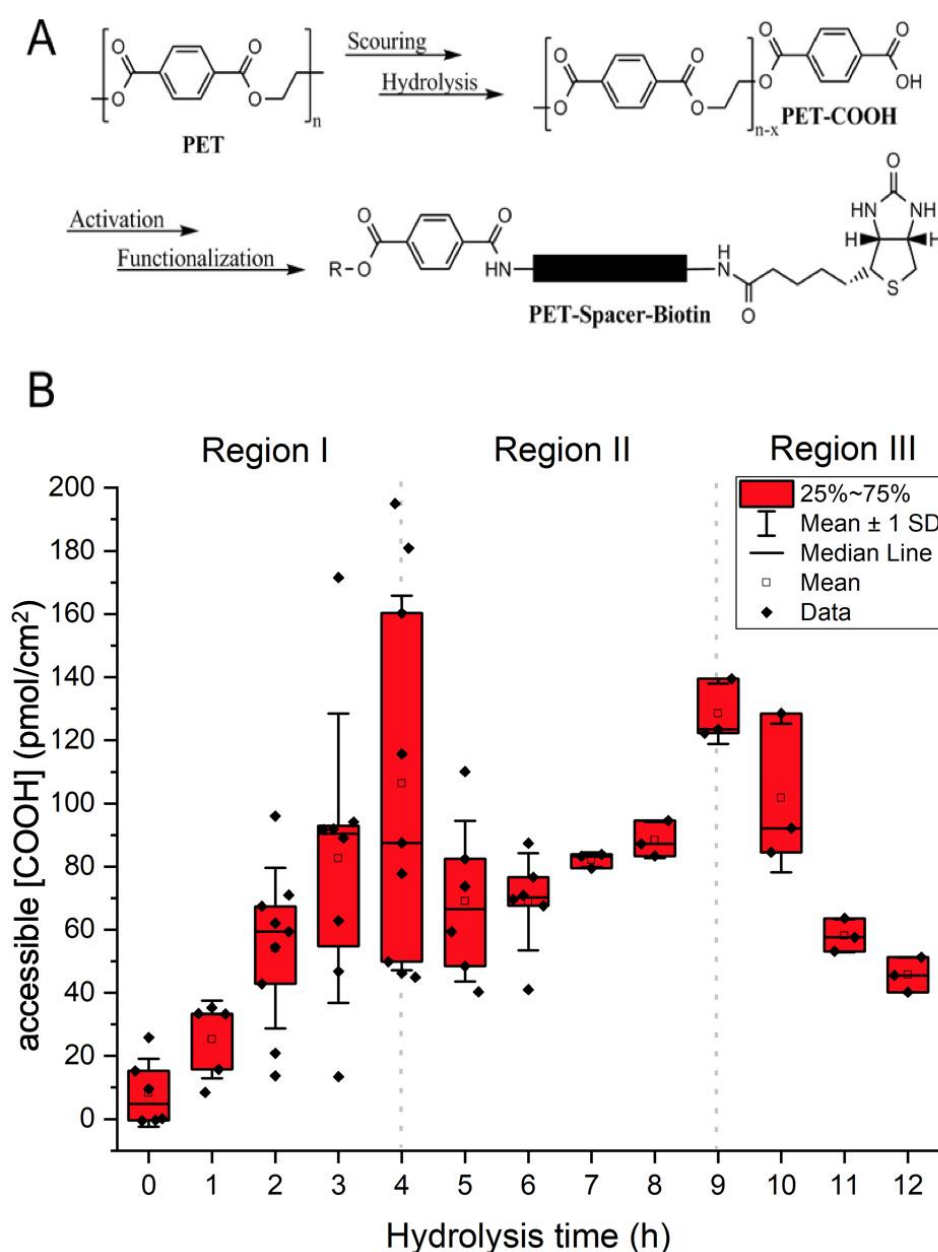 A
O
O
O
O
n
PET
Scouring
Hydrolysis
O
O
O
O
n-x
O
O
O
OH
PET-COOH
Activation
Functionalization
R
O
O
O
HN
H
N
O
O
HN
NH
H
H
S
PET-Spacer-Biotin
B
Region I
Region II
Region III
25%~75%
Mean ± 1 SD
Median Line
Mean
Data
accessible [COOH] (pmol/cm²)
200
180
160
140
120
100
80
60
40
20
0
0 1 2 3 4 5 6 7 8 9 10 11 12
Hydrolysis time (h)